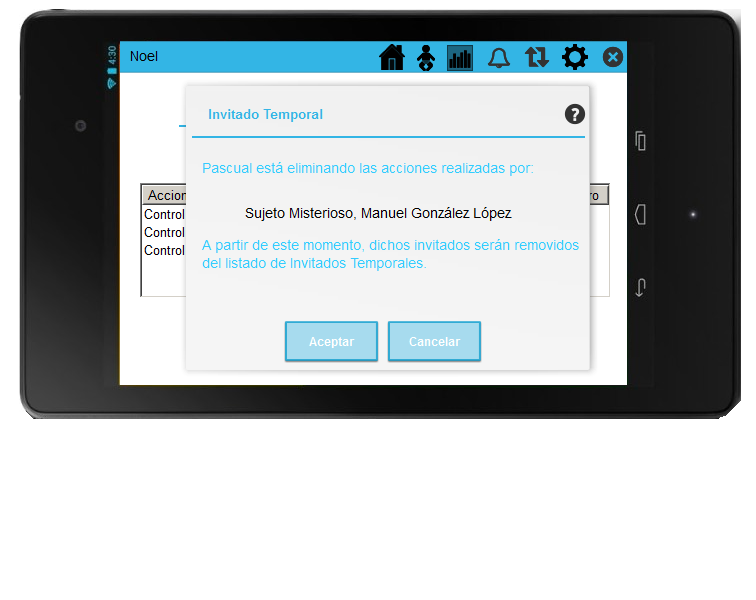 4:30
Noel
Invitado Temporal
?
Pascual está eliminando las acciones realizadas por:
Accion
ro
Sujeto Misterioso, Manuel González López
Control
Control
Control
A partir de este momento, dichos invitados serán removidos
del listado de Invitados Temporales.
Aceptar
Cancelar